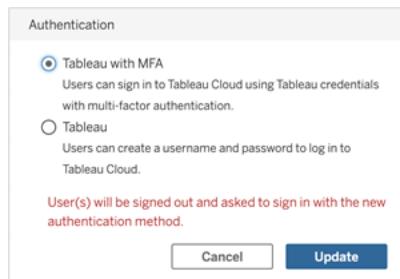 Authentication
Tableau with MFA
Users can sign in to Tableau Cloud using Tableau credentials
with multi-factor authentication.
Tableau
Users can create a username and password to log in to
Tableau Cloud.
User(s) will be signed out and asked to sign in with the new
authentication method.
Cancel Update